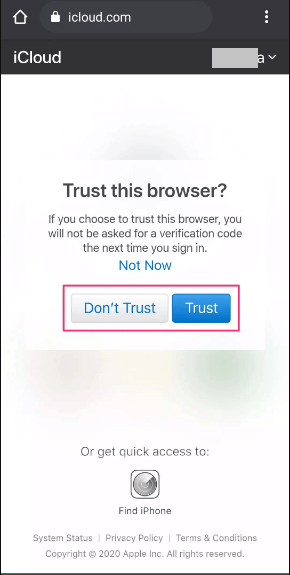 icloud.com
iCloud
a
Trust this browser?
If you choose to trust this browser, you
will not be asked for a verification code
the next time you sign in.
Not Now
Don't Trust Trust
Or get quick access to:
Find iPhone
System Status | Privacy Policy | Terms & Conditions
Copyright © 2020 Apple Inc. All rights reserved.